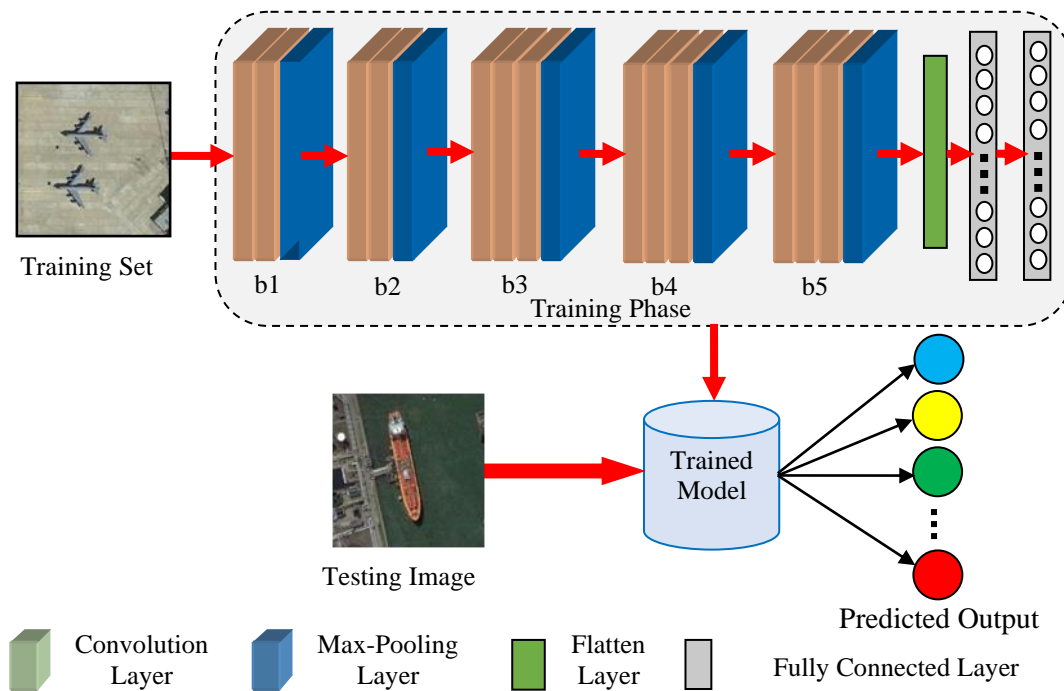 Training Set
b1
b2
b3
b4
b5
Training Phase
Trained
Model
Testing Image
Predicted Output
Convolution
Layer
Max-Pooling
Layer
Flatten
Layer
Fully Connected Layer